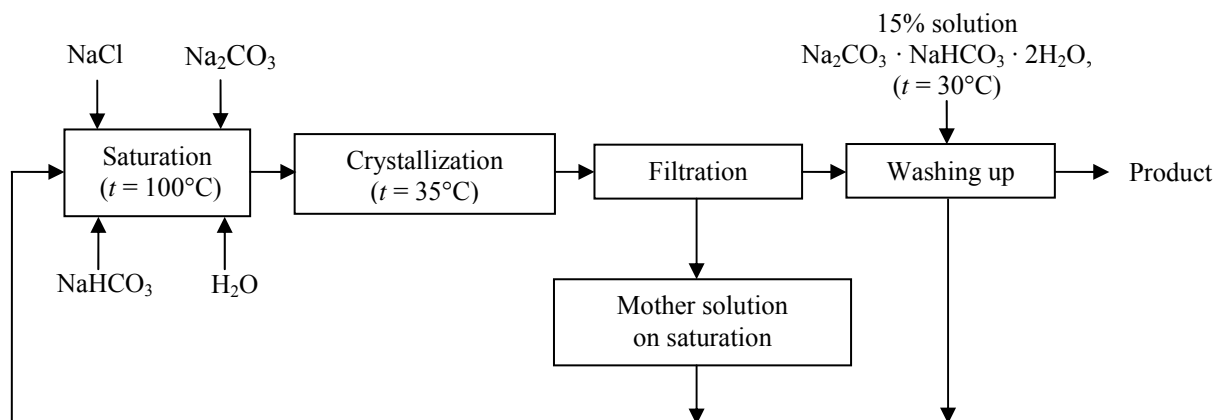 15% solution
NaCl Na₂CO₃ Na₂CO₃ · NaHCO₃ · 2H₂O,
(t = 30°C)
Saturation
(t = 100°C)
Crystallization
(t = 35°C)
Filtration
Washing up
Product
NaHCO₃ H₂O
Mother solution
on saturation